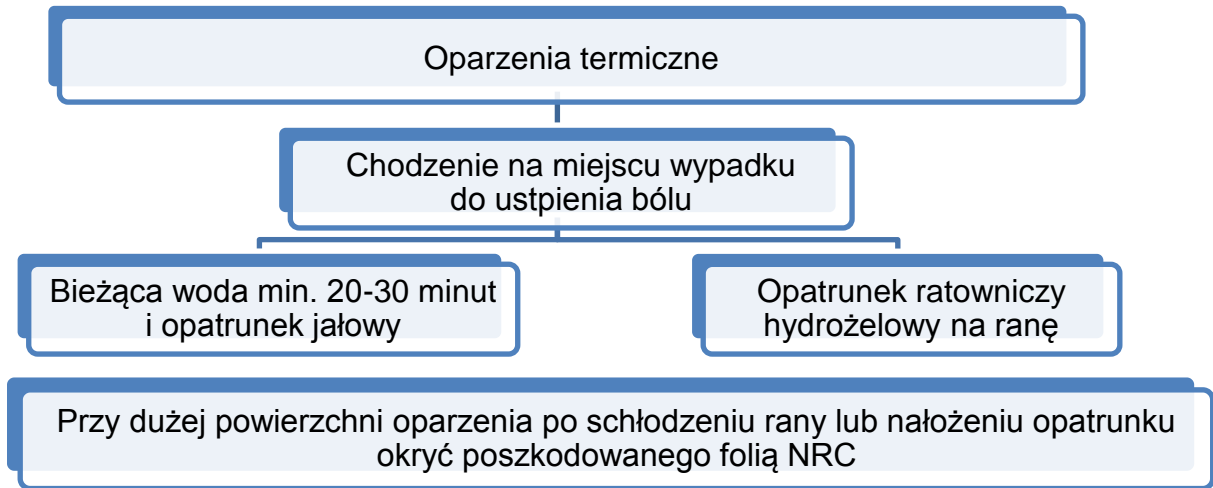 Oparzenia termiczne
Chodzenie na miejscu wypadku
do ustpienia bólu
Bieżąca woda min. 20-30 minut
i opatrunek jałowy
Opatrunek ratowniczy
hydrożelowy na ranę
Przy dużej powierzchni oparzenia po schłodzeniu rany lub nałożeniu opatrunku
okryć poszkodowanego folią NRC